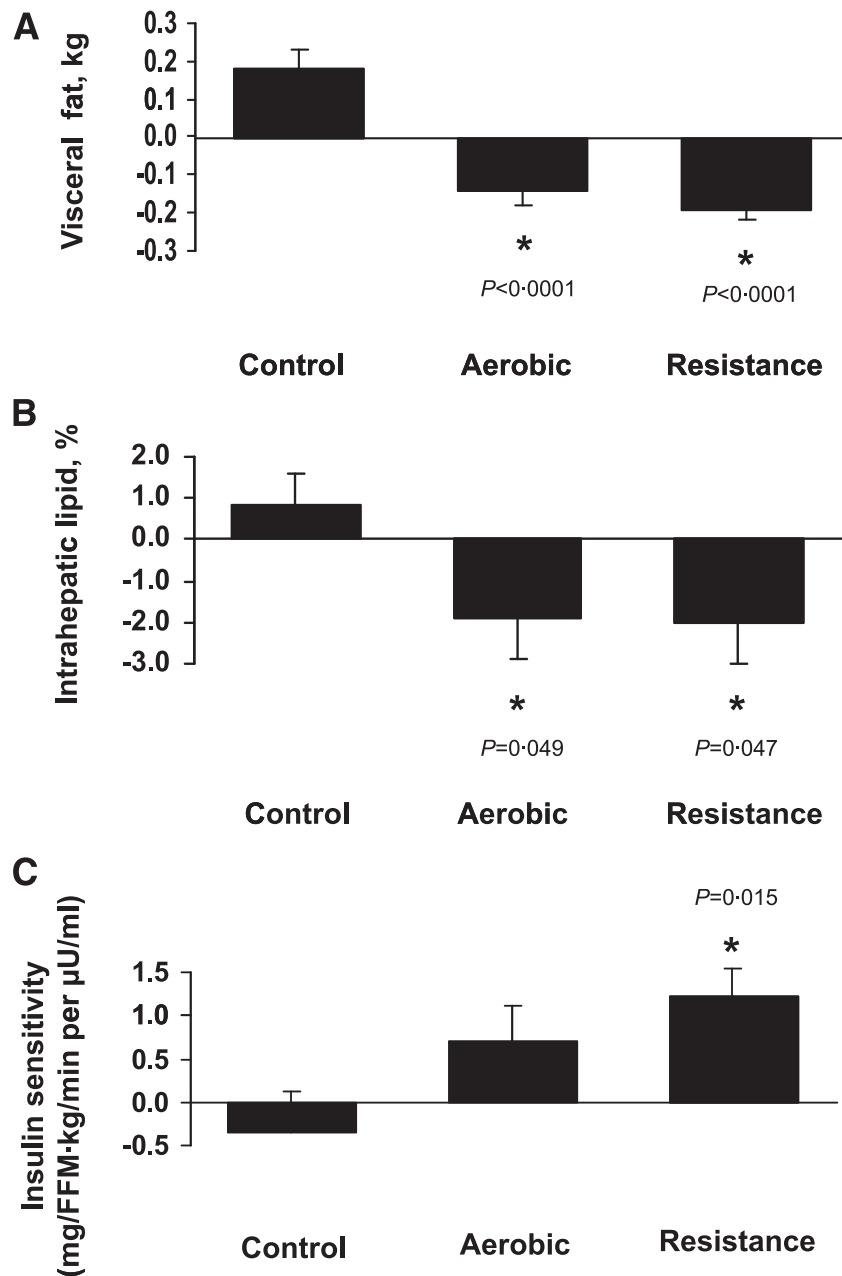 A
Visceral fat, kg
0.3
0.2
0.1
0.0
-0.1
-0.2
-0.3
*
*
P<0·0001
P<0·0001
Control
Aerobic
Resistance
B
Intrahepatic lipid, %
2.0
1.0
0.0
-1.0
-2.0
-3.0
*
*
P=0·049
P=0·047
Control
Aerobic
Resistance
C
Insulin sensitivity
(mg/FFM·kg/min per µU/ml)
P=0·015
*
1.5
1.0
0.5
0.0
-0.5
Control
Aerobic
Resistance